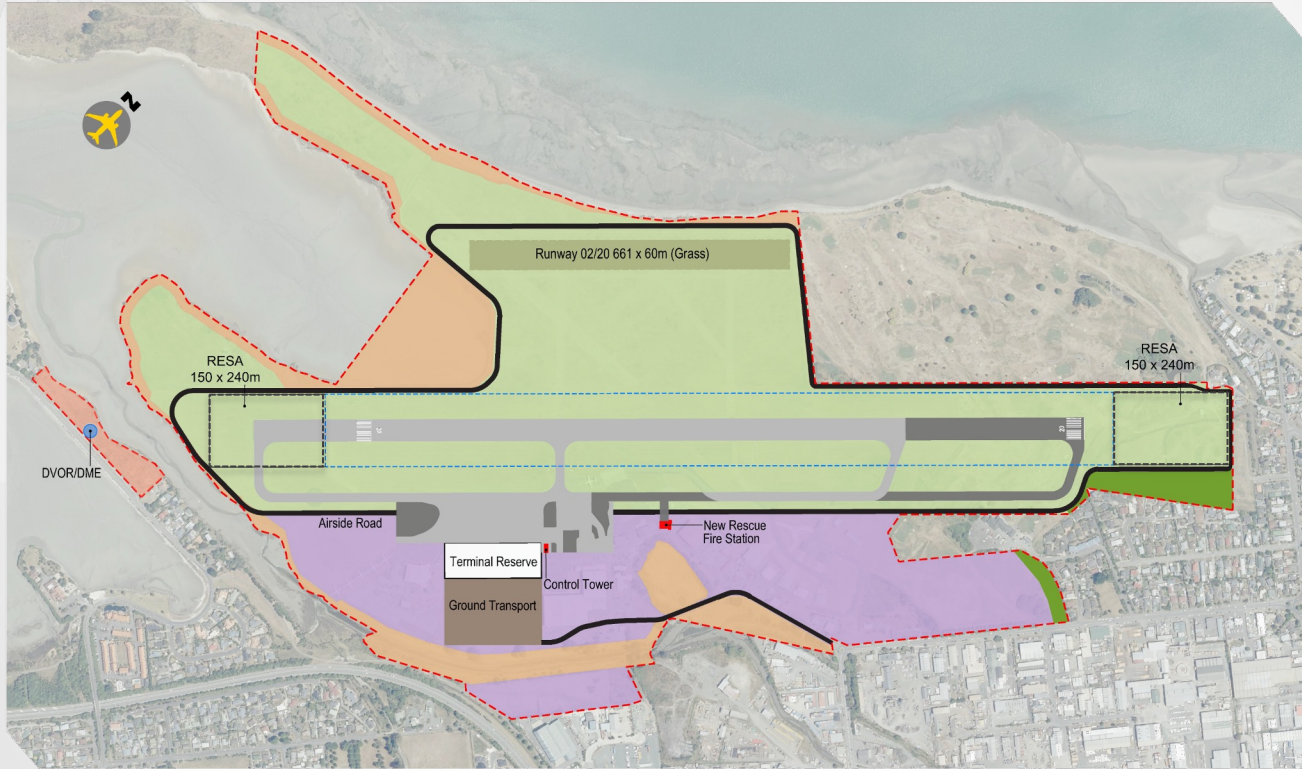 N
Runway 02/20 661 x 60m (Grass)
RESA
150 x 240m
RESA
150 x 240m
DVOR/DME
20
Airside Road
New Rescue
Fire Station
Terminal Reserve
Control Tower
Ground Transport